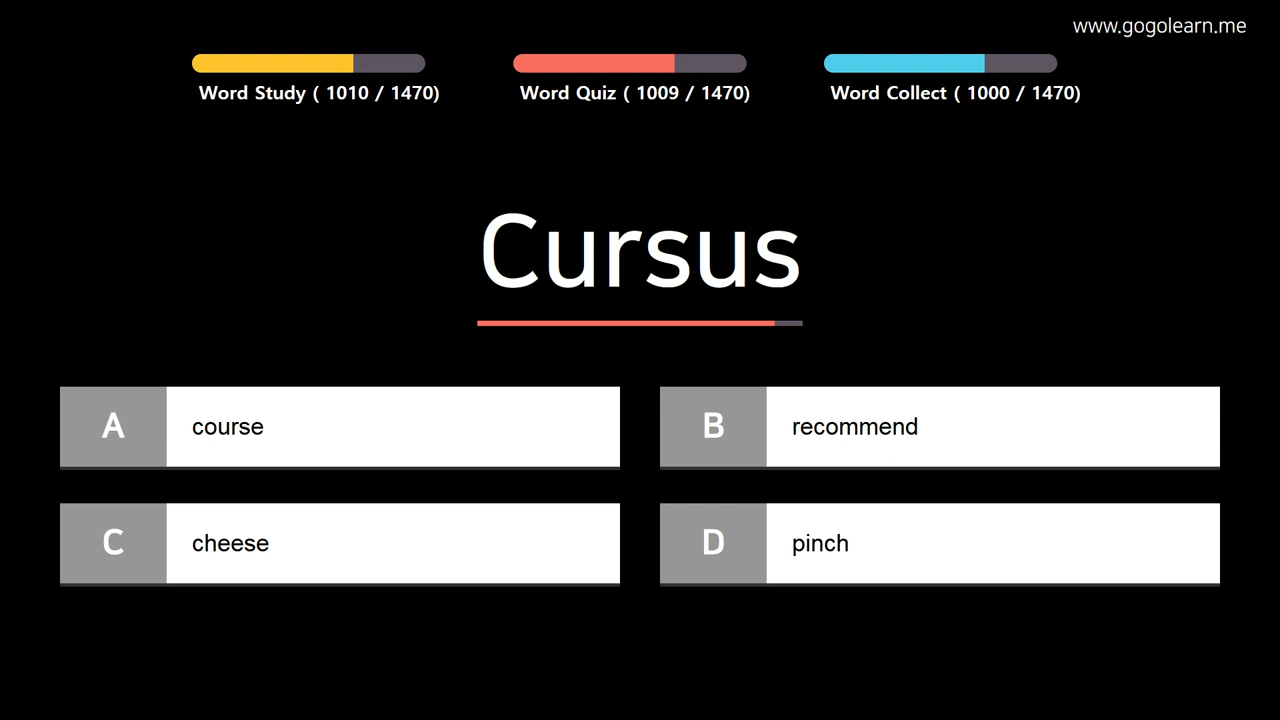 www.gogolearn.me
Word Study ( 1010 / 1470)
Word Quiz ( 1009 / 1470)
Word Collect ( 1000 / 1470)
Cursus
A course
B recommend
C cheese
D pinch